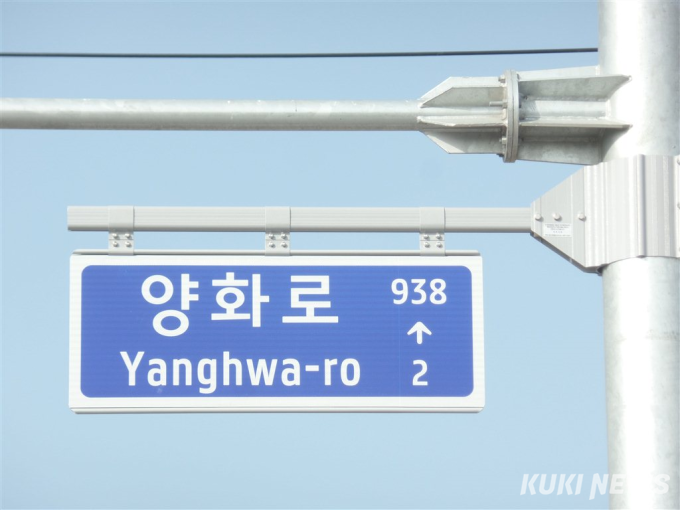 양화로 938
↑
Yanghwa-ro 2
KUKI NEWS